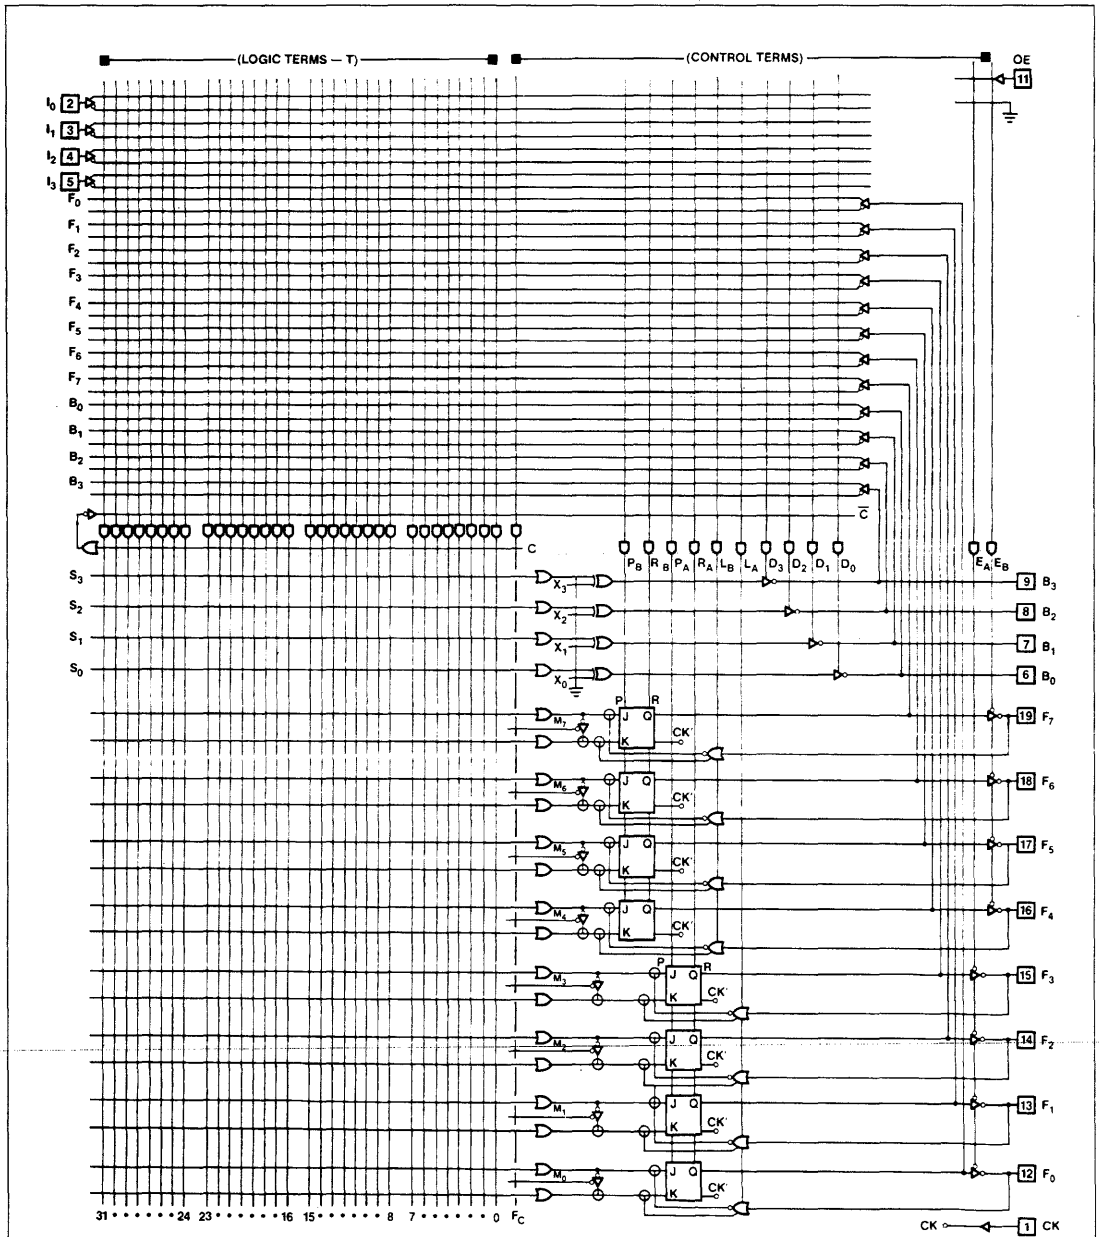 (LOGIC TERMS — T) (CONTROL TERMS) OE
11
I0 2
I1 3
I2 4
I3 5
F0
F1
F2
F3
F4
F5
F6
F7
B0
B1
B2
B3
C
C
PB RB PA RA LB LA D3 D2 D1 D0 EA EB
S3 X3 9 B3
S2 X2 8 B2
S1 X1 7 B1
S0 X0 6 B0
P R
M7 J Q 19 F7
K CK
M6 J Q 18 F6
K CK
M5 J Q 17 F5
K CK
M4 J Q 16 F4
K CK
P R
M3 J Q 15 F3
K CK
M2 J Q 14 F2
K CK
M1 J Q 13 F1
K CK
M0 J Q 12 F0
K CK
31 • • • • • • 24 23 • • • • • • 16 15 • • • • • • 8 7 • • • • • • 0 FC
CK 1 CK